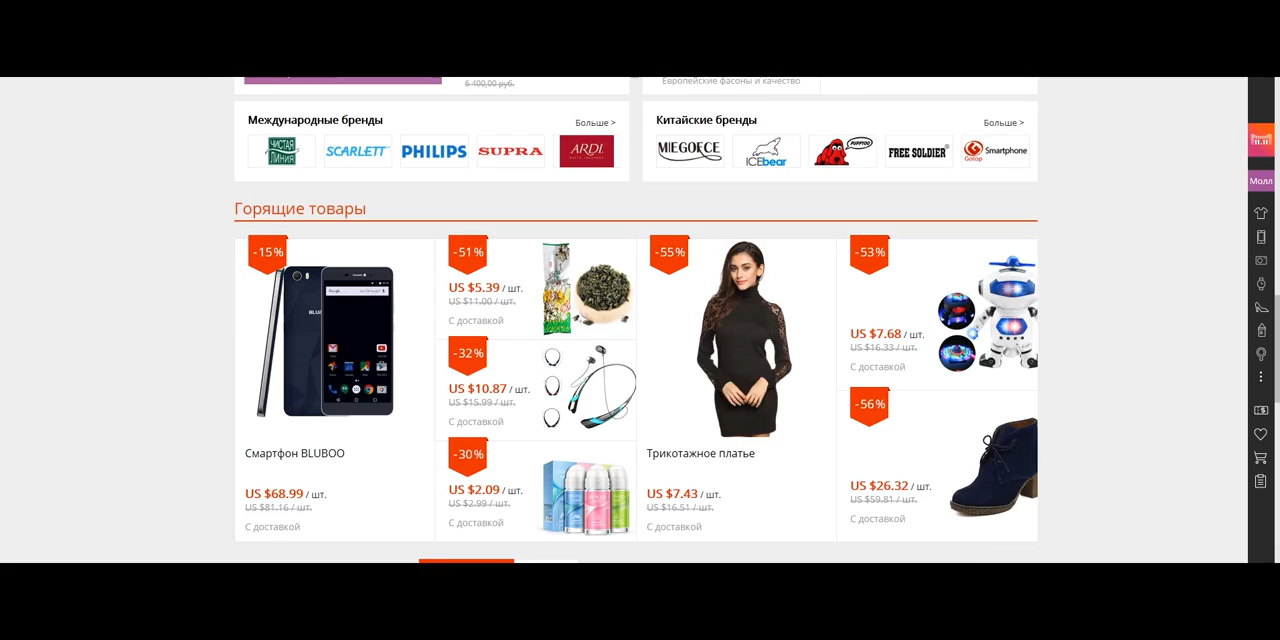 6 400,00 руб.
Европейские фасоны и качество
Международные бренды
Больше >
ЧИСТАЯ ЛИНИЯ
SCARLETT
PHILIPS
SUPRA
ARDI
Китайские бренды
Больше >
MIEGOFCE
ICEbear
PUPPYOO
FREE SOLDIER
Gotop Smartphone
11.11
Молл
Горящие товары
-15%
Смартфон BLUBOO
US $68.99 / шт.
US $81.16 / шт.
С доставкой
-51%
US $5.39 / шт.
US $11.00 / шт.
С доставкой
-32%
US $10.87 / шт.
US $15.99 / шт.
С доставкой
-30%
US $2.09 / шт.
US $2.99 / шт.
С доставкой
-55%
Трикотажное платье
US $7.43 / шт.
US $16.51 / шт.
С доставкой
-53%
US $7.68 / шт.
US $16.33 / шт.
С доставкой
-56%
US $26.32 / шт.
US $59.81 / шт.
С доставкой